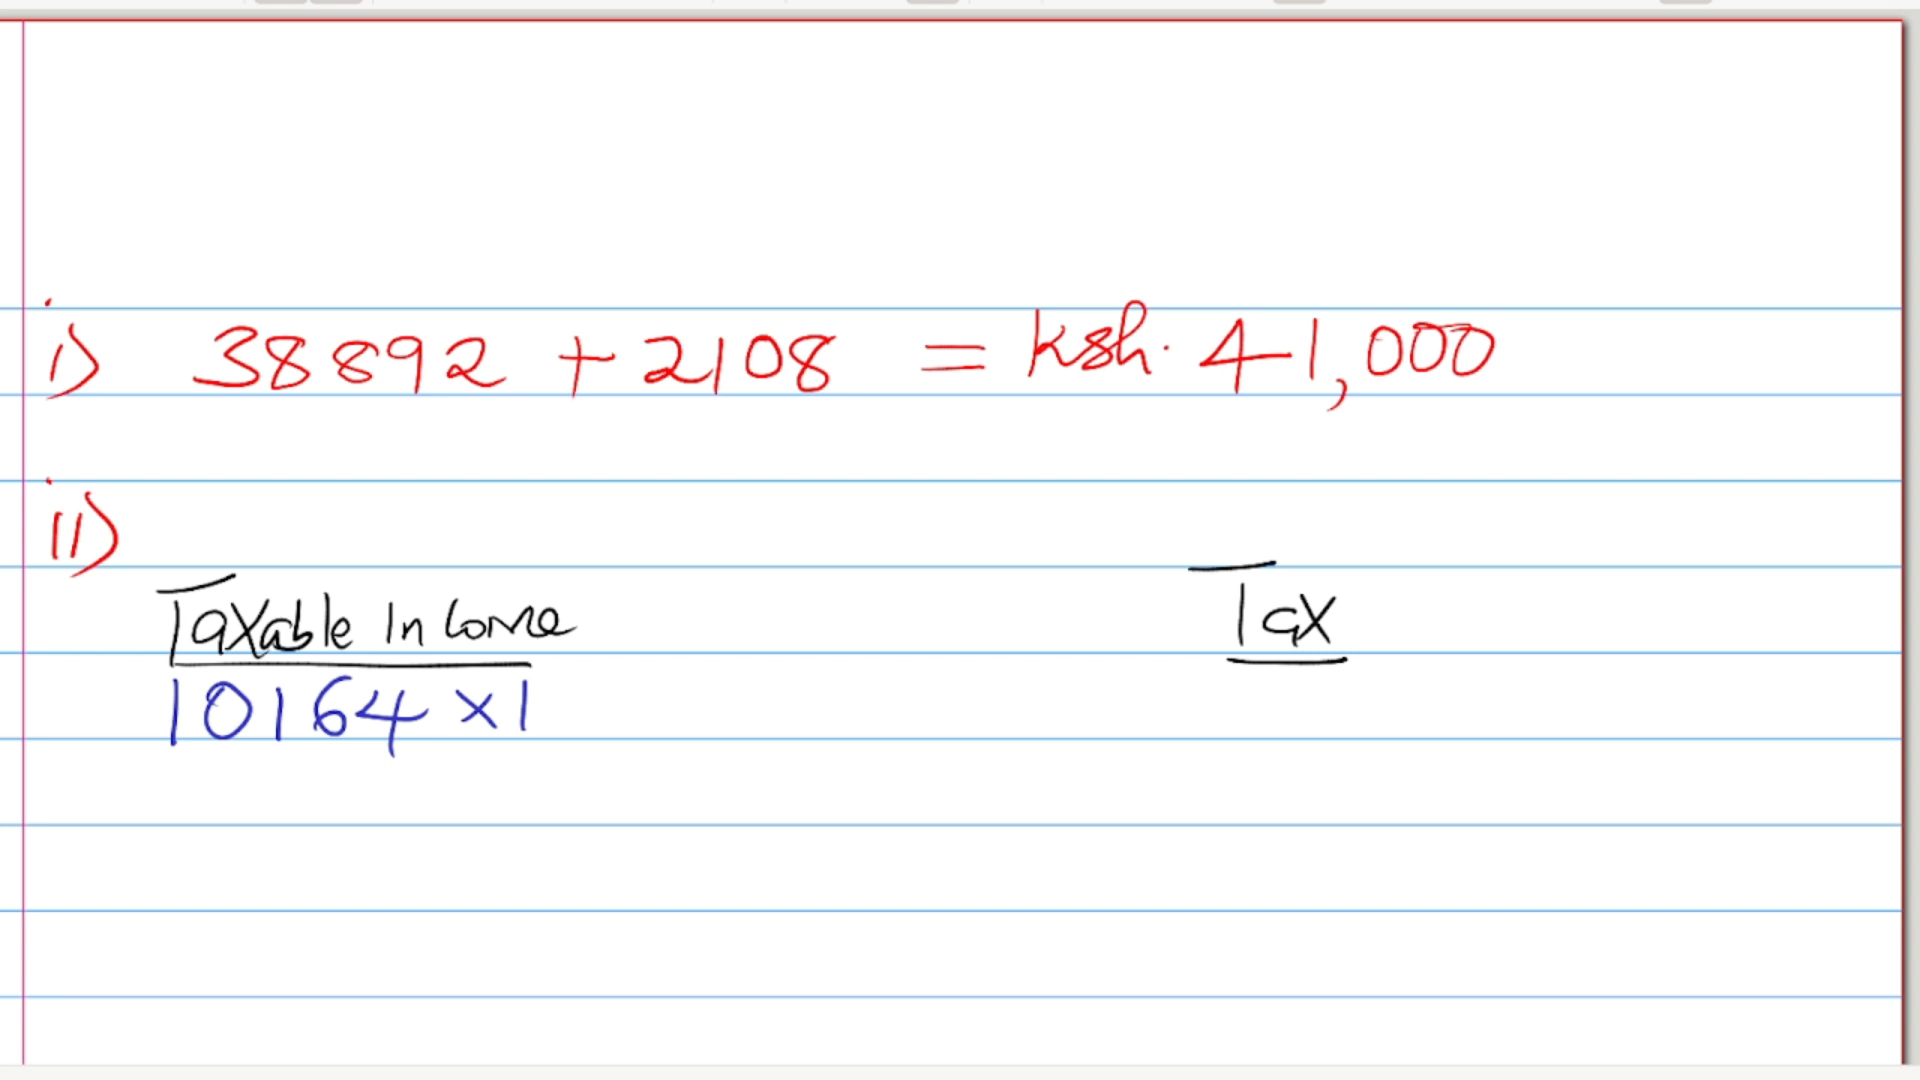 i) 38892 + 2108 = ksh. 41,000
ii)
Taxable Income Tax
10164 x 1